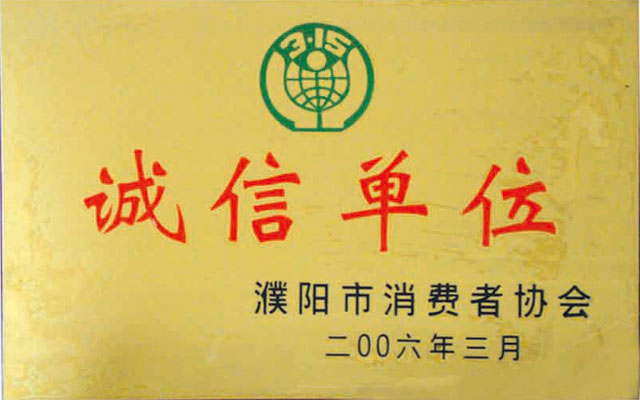 3·15
诚信单位
濮阳市消费者协会
二00六年三月